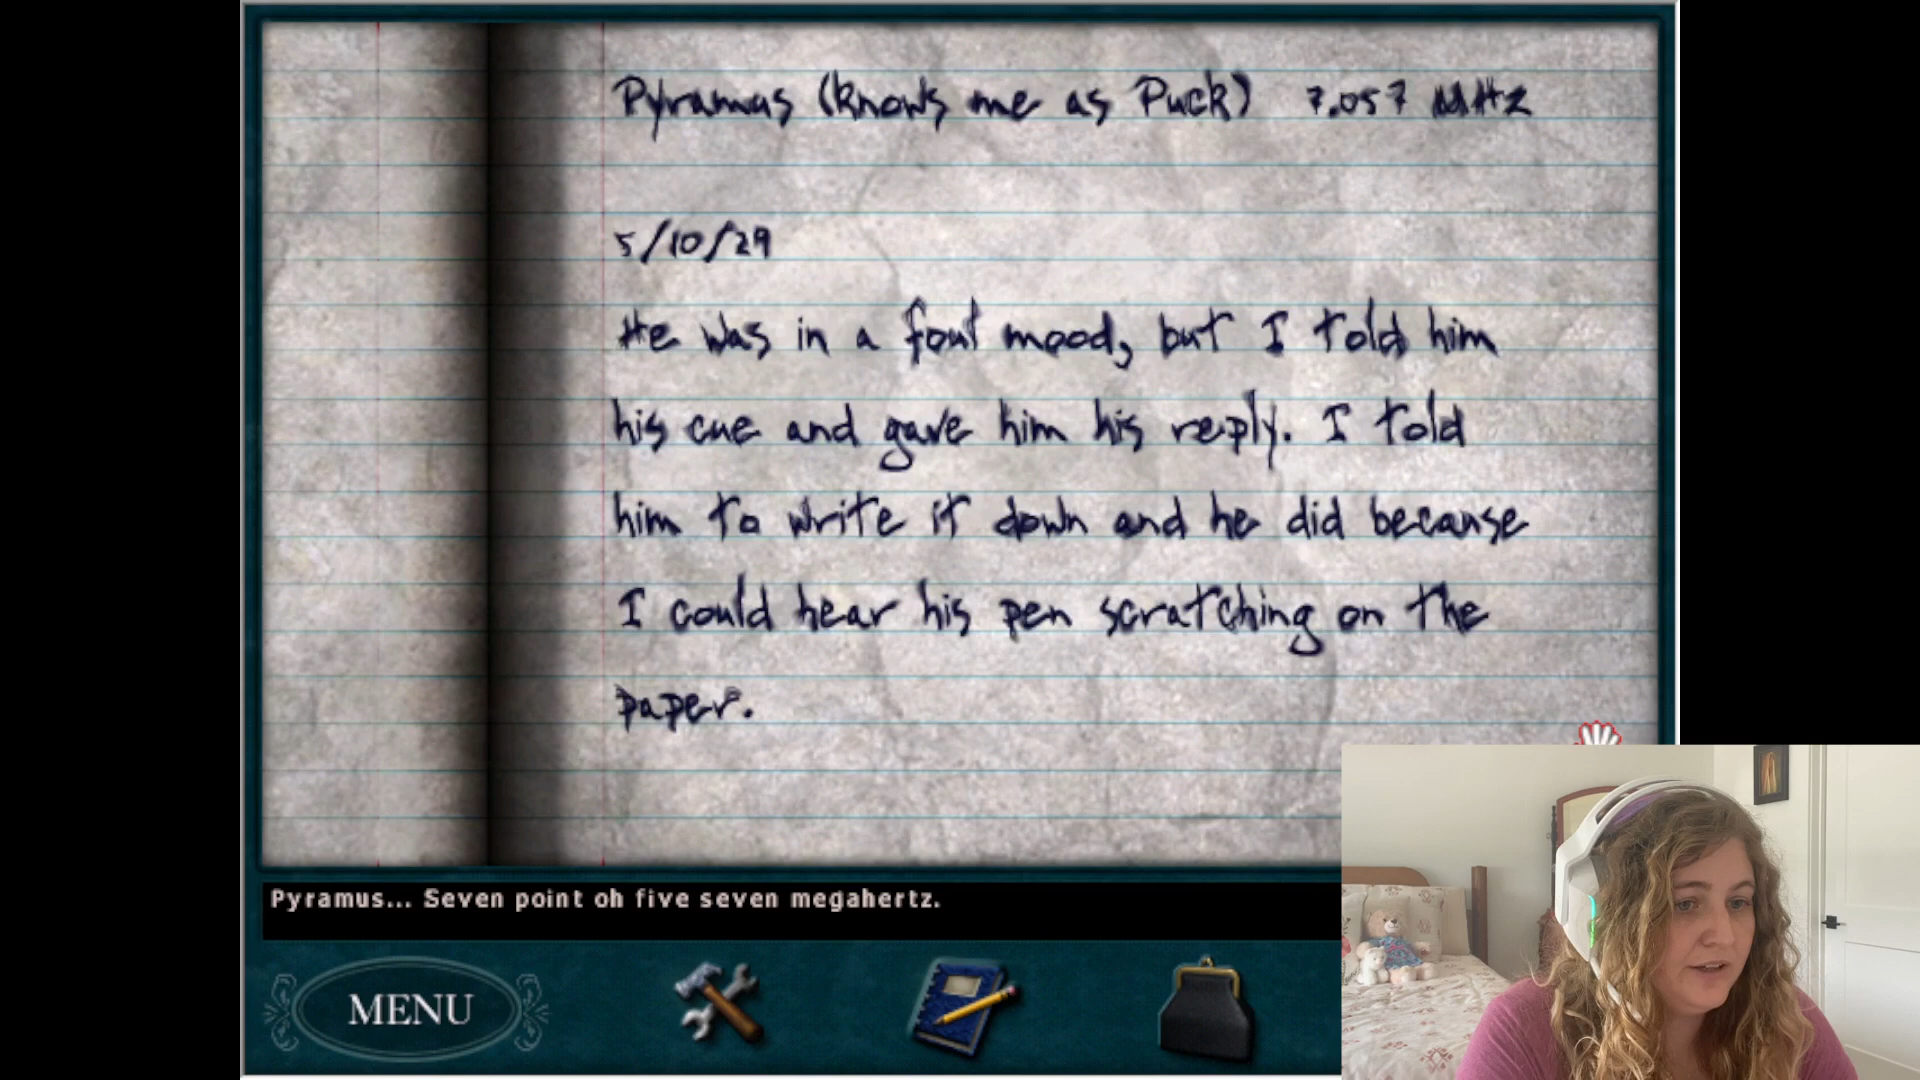 Pyramus (knows me as Puck) 7.057 MHz
5/10/29
He was in a foul mood, but I told him
his cue and gave him his reply. I told
him to write it down and he did because
I could hear his pen scratching on the
paper.
Pyramus... Seven point oh five seven megahertz.
MENU